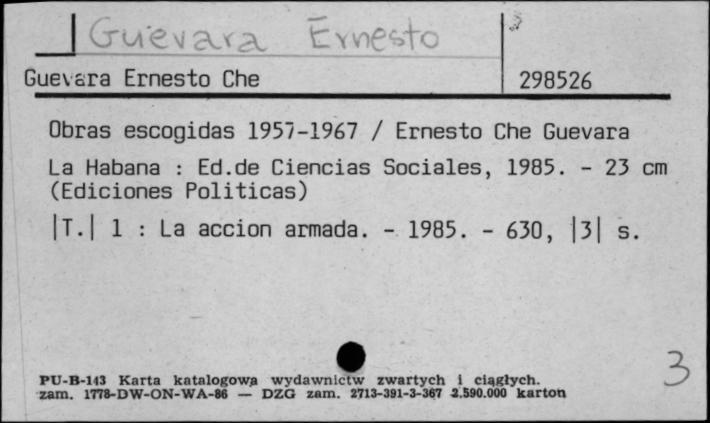 Guevara Ernesto
Guevara Ernesto Che 298526
Obras escogidas 1957-1967 / Ernesto Che Guevara
La Habana : Ed.de Ciencias Sociales, 1985. - 23 cm
(Ediciones Politicas)
|T.| 1 : La accion armada. - 1985. - 630, |3| s.
3
PU-B-143 Karta katalogowa wydawnictw zwartych i ciągłych.
zam. 1778-DW-ON-WA-86 — DZG zam. 2713-391-3-367 2.590.000 karton